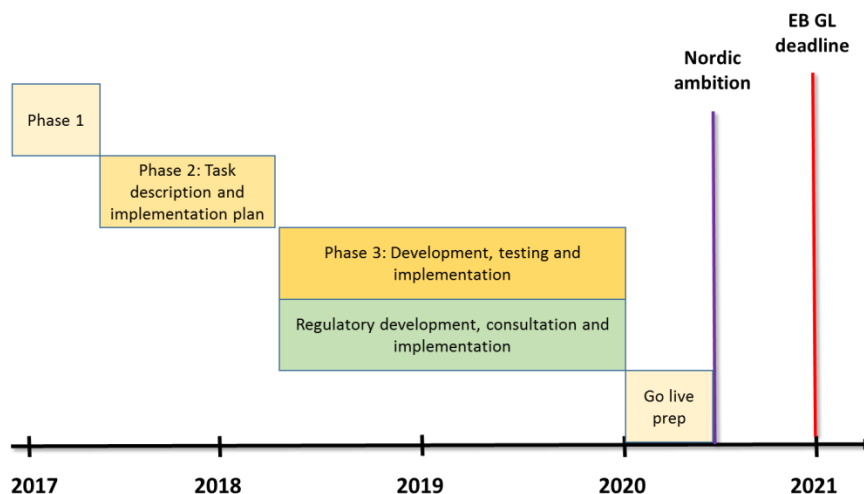 EB GL
deadline
Nordic
ambition
Phase 1
Phase 2: Task
description and
implementation plan
Phase 3: Development, testing and
implementation
Regulatory development, consultation and
implementation
Go live
prep
2017
2018
2019
2020
2021